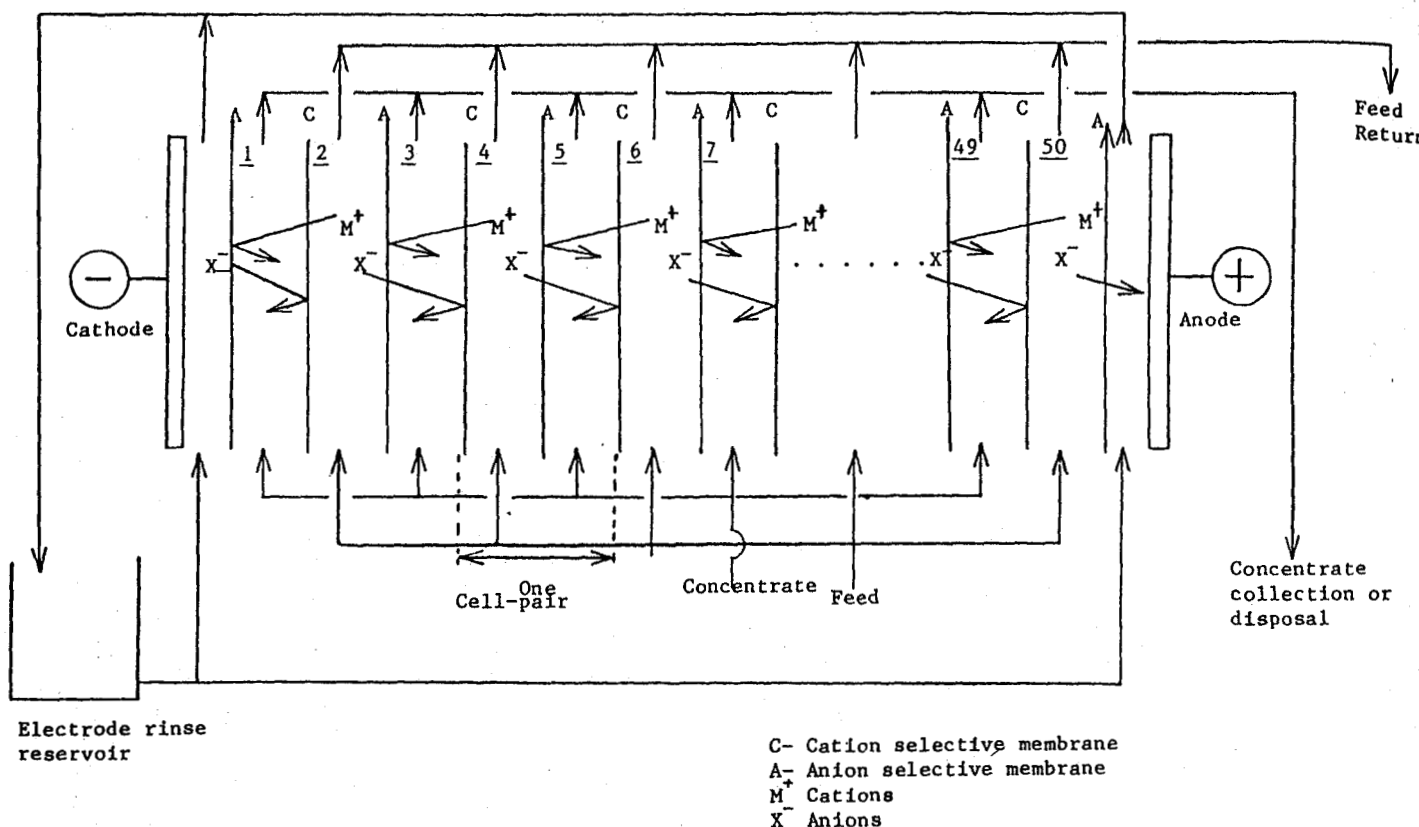 Feed
Return
A C A C A C A C A C A
1 2 3 4 5 6 7 49 50
M+ M+ M+ M+ M+
X- X- X- X- X- X-
. . . . . .
− +
Cathode Anode
One
Cell-pair
Concentrate Feed
Concentrate
collection or
disposal
Electrode rinse
reservoir
C- Cation selective membrane
A- Anion selective membrane
M+ Cations
X- Anions